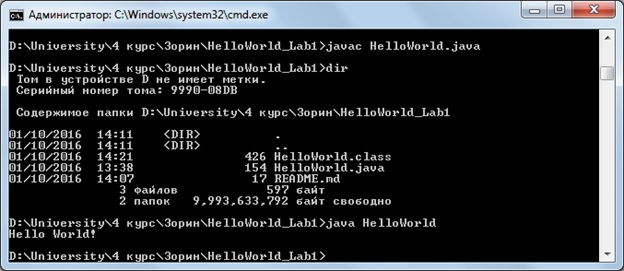 Администратор: C:\Windows\system32\cmd.exe
D:\University\4 курс\Зорин\HelloWorld_Lab1>javac HelloWorld.java
D:\University\4 курс\Зорин\HelloWorld_Lab1>dir
Том в устройстве D не имеет метки.
Серийный номер тома: 9990-08DB
Содержимое папки D:\University\4 курс\Зорин\HelloWorld_Lab1
01/10/2016  14:11    <DIR>          .
01/10/2016  14:11    <DIR>          ..
01/10/2016  14:21               426 HelloWorld.class
01/10/2016  13:38               154 HelloWorld.java
01/10/2016  14:07                17 README.md
3 файлов            597 байт
2 папок   9,993,633,792 байт свободно
D:\University\4 курс\Зорин\HelloWorld_Lab1>java HelloWorld
Hello World!
D:\University\4 курс\Зорин\HelloWorld_Lab1>